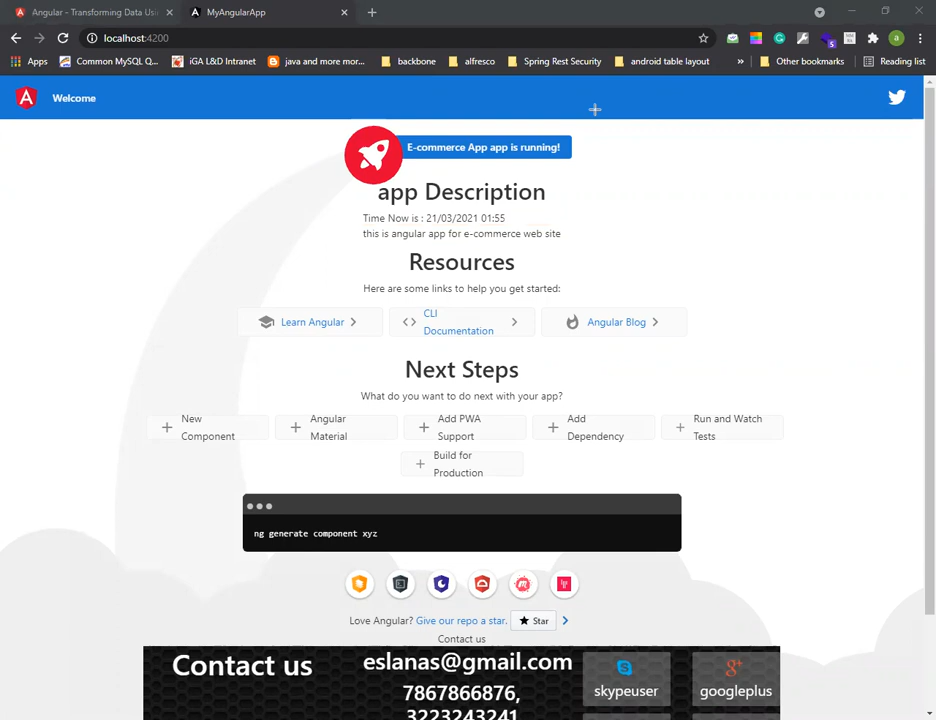 Angular - Transforming Data Usi
MyAngularApp
localhost:4200
Apps
Common MySQL Q...
iGA L&D Intranet
java and more mor...
backbone
alfresco
Spring Rest Security
android table layout
»
Other bookmarks
Reading list
5
a
Welcome
E-commerce App app is running!
app Description
Time Now is : 21/03/2021 01:55
this is angular app for e-commerce web site
Resources
Here are some links to help you get started:
Learn Angular
CLI
Documentation
Angular Blog
Next Steps
What do you want to do next with your app?
New
Component
Angular
Material
Add PWA
Support
Add
Dependency
Run and Watch
Tests
Build for
Production
ng generate component xyz
Love Angular? Give our repo a star.
Star
Contact us
Contact us
eslanas@gmail.com
7867866876,
3223243241
skypeuser
googleplus